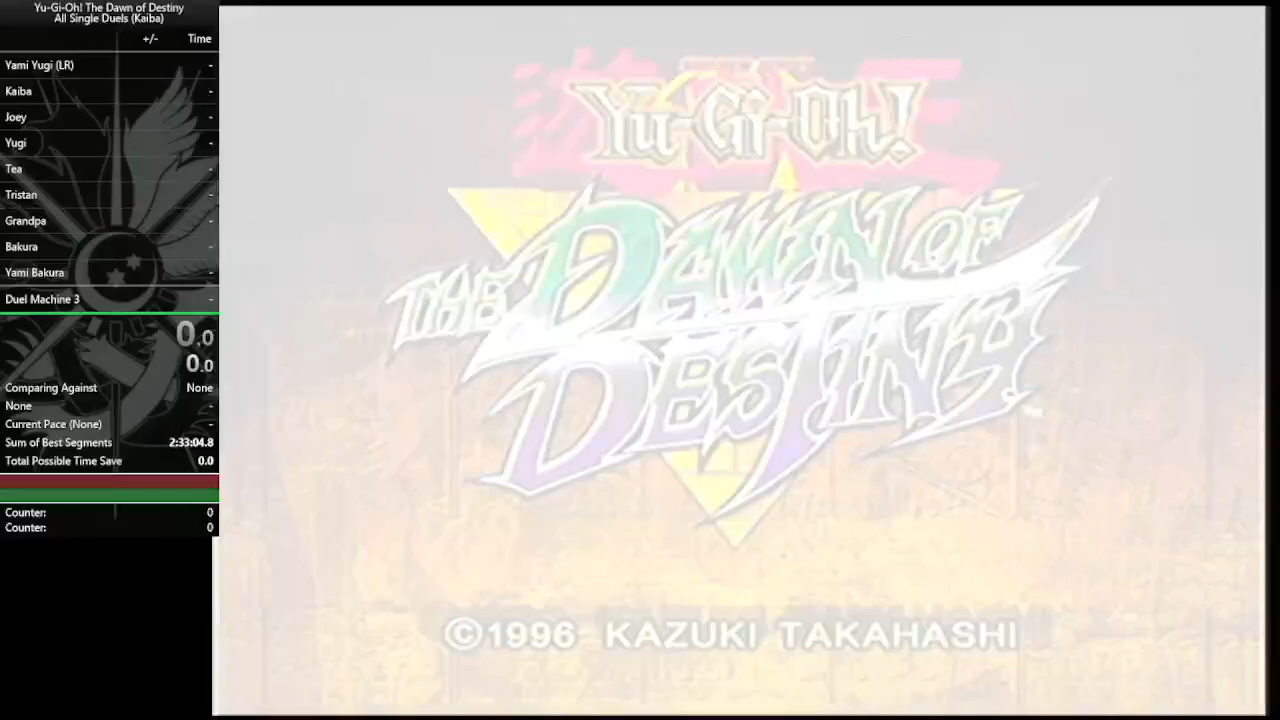 Yu-Gi-Oh! The Dawn of Destiny
All Single Duels (Kaiba)
+/- Time
Yami Yugi (LR) -
Kaiba -
Joey -
Yugi -
Tea -
Tristan -
Grandpa -
Bakura -
Yami Bakura -
Duel Machine 3 -
0.0
0.0
Comparing Against None
None -
Current Pace (None) -
Sum of Best Segments 2:33:04.8
Total Possible Time Save 0.0
Counter: 0
Counter: 0
遊戯王
Yu-Gi-Oh!
THE DAWN OF
DESTINY
©1996 KAZUKI TAKAHASHI